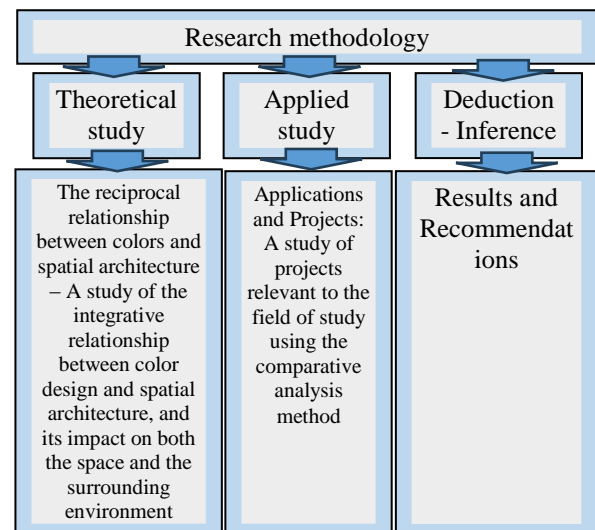 Research methodology
Theoretical
study
Applied
study
Deduction
- Inference
The reciprocal
relationship
between colors and
spatial architecture
– A study of the
integrative
relationship
between color
design and spatial
architecture, and
its impact on both
the space and the
surrounding
environment
Applications
and Projects:
A study of
projects
relevant to the
field of study
using the
comparative
analysis
method
Results and
Recommendat
ions